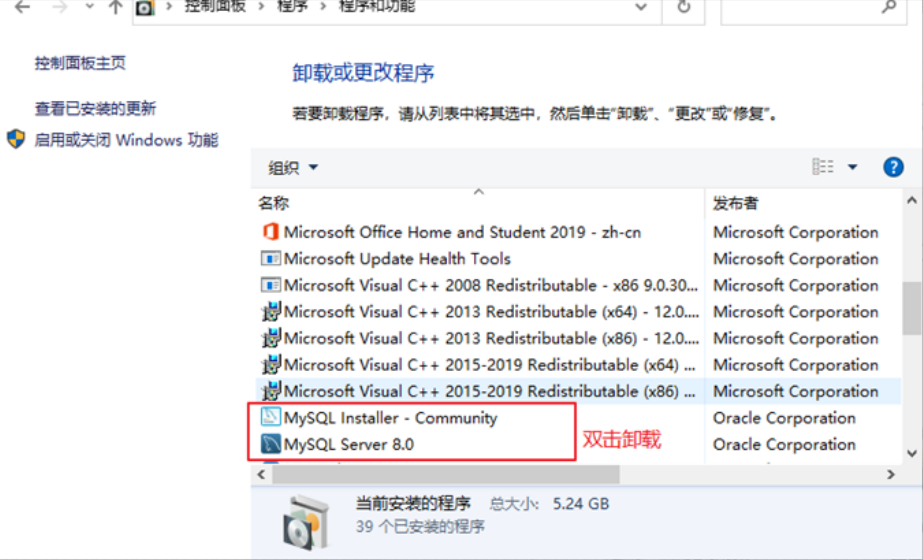 控制面板 › 程序 › 程序和功能
控制面板主页
查看已安装的更新
启用或关闭 Windows 功能
卸载或更改程序
若要卸载程序，请从列表中将其选中，然后单击“卸载”、“更改”或“修复”。
组织
名称 发布者
Microsoft Office Home and Student 2019 - zh-cn Microsoft Corporation
Microsoft Update Health Tools Microsoft Corporation
Microsoft Visual C++ 2008 Redistributable - x86 9.0.30... Microsoft Corporation
Microsoft Visual C++ 2013 Redistributable (x64) - 12.0.... Microsoft Corporation
Microsoft Visual C++ 2013 Redistributable (x86) - 12.0.... Microsoft Corporation
Microsoft Visual C++ 2015-2019 Redistributable (x64) ... Microsoft Corporation
Microsoft Visual C++ 2015-2019 Redistributable (x86) ... Microsoft Corporation
MySQL Installer - Community Oracle Corporation
MySQL Server 8.0 Oracle Corporation
双击卸载
当前安装的程序 总大小: 5.24 GB
39 个已安装的程序